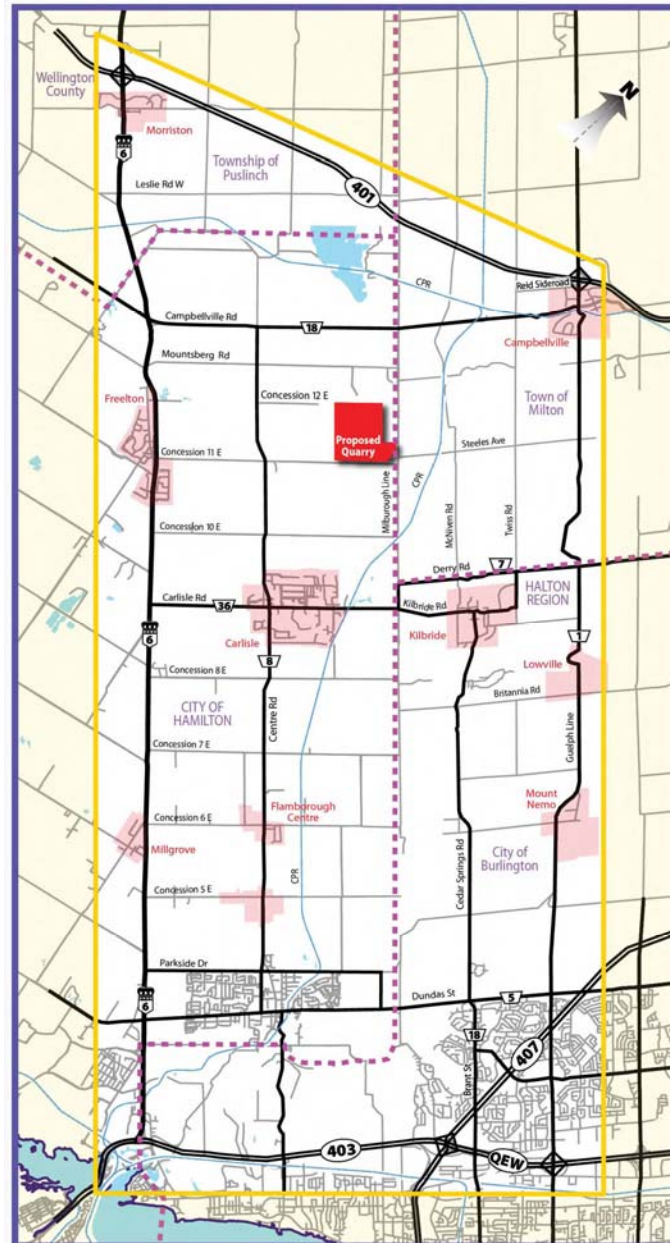 Wellington
County
Morriston
6
Township of
Puslinch
Leslie Rd W
401
N
CPR
Reid Sideroad
Campbellville Rd
18
Campbellville
Mountsberg Rd
Freelton
Concession 12 E
Town of
Milton
Proposed
Quarry
Concession 11 E
Steeles Ave
Milburough Line
CPR
McNiven Rd
Twiss Rd
Concession 10 E
Derry Rd
7
HALTON
REGION
Carlisle Rd
36
Kilbride Rd
6
Carlisle
Kilbride
1
8
Lowville
Concession 8 E
Britannia Rd
CITY OF
HAMILTON
Centre Rd
Guelph Line
Concession 7 E
Mount
Nemo
Flamborough
Centre
Concession 6 E
Millgrove
City of
Burlington
Cedar Springs Rd
CPR
Concession 5 E
Parkside Dr
Dundas St
5
6
18
407
Brant St
403
QEW